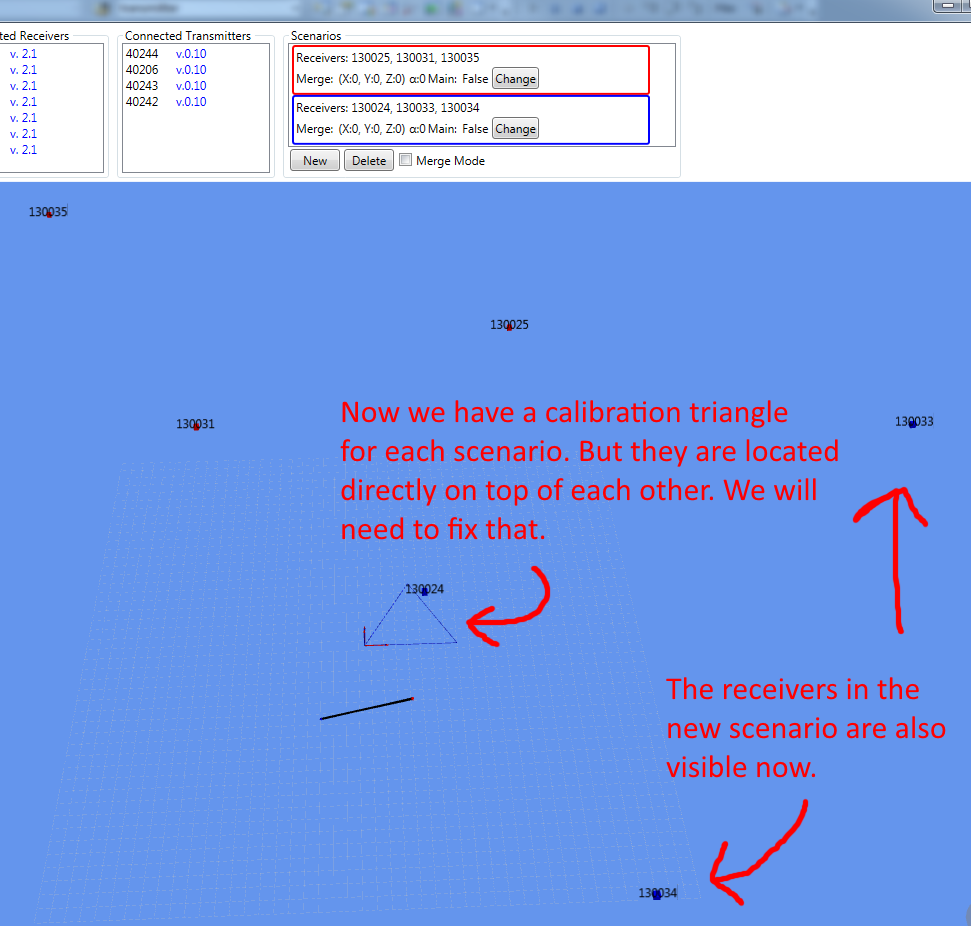 ted Receivers
v. 2.1
v. 2.1
v. 2.1
v. 2.1
v. 2.1
v. 2.1
v. 2.1
Connected Transmitters
40244 v.0.10
40206 v.0.10
40243 v.0.10
40242 v.0.10
Scenarios
Receivers: 130025, 130031, 130035
Merge: (X:0, Y:0, Z:0) α:0 Main: False Change
Receivers: 130024, 130033, 130034
Merge: (X:0, Y:0, Z:0) α:0 Main: False Change
New Delete Merge Mode
130035
130025
130031
130033
Now we have a calibration triangle
for each scenario. But they are located
directly on top of each other. We will
need to fix that.
130024
The receivers in the
new scenario are also
visible now.
130034